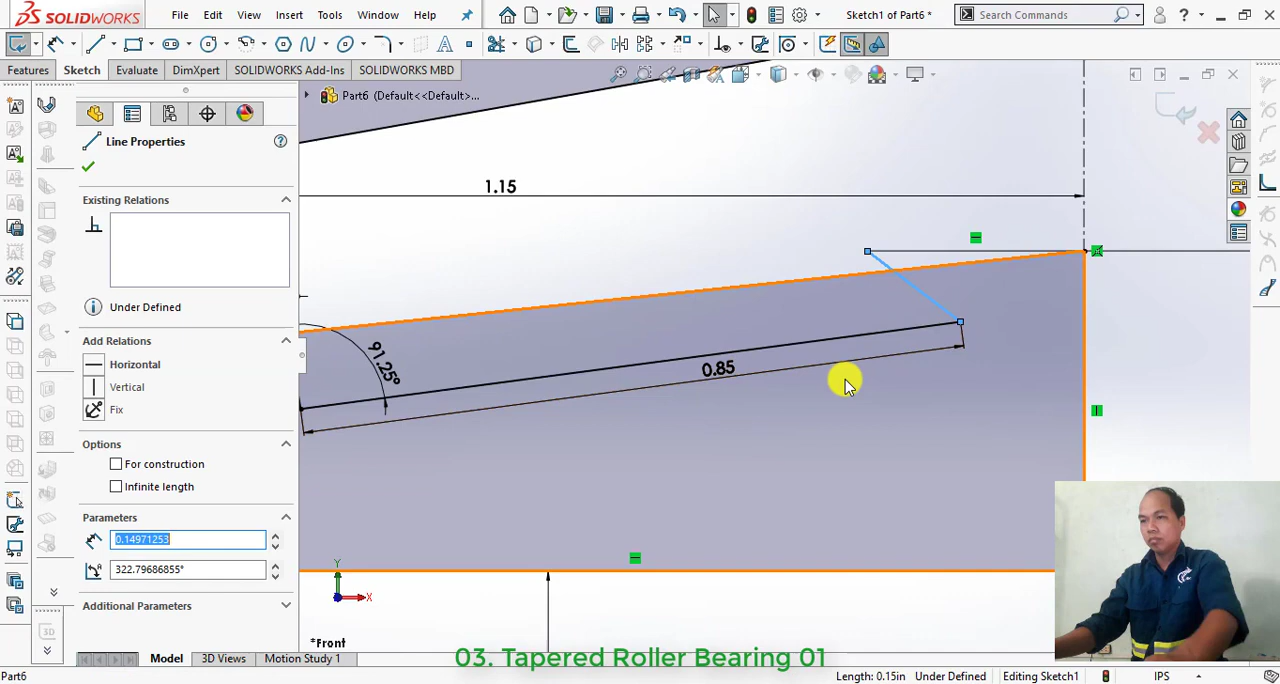 SOLIDWORKS
File
Edit
View
Insert
Tools
Window
Help
Sketch1 of Part6 *
Search Commands
Features
Sketch
Evaluate
DimXpert
SOLIDWORKS Add-Ins
SOLIDWORKS MBD
Part6 (Default<<Default>...
Line Properties
Existing Relations
Under Defined
Add Relations
Horizontal
Vertical
Fix
Options
For construction
Infinite length
Parameters
0.14971253
322.79686855°
Additional Parameters
1.15
91.25°
0.85
Y
X
*Front
3D
Model
3D Views
Motion Study 1
03. Tapered Roller Bearing 01
Part6
Length: 0.15in
Under Defined
Editing Sketch1
IPS